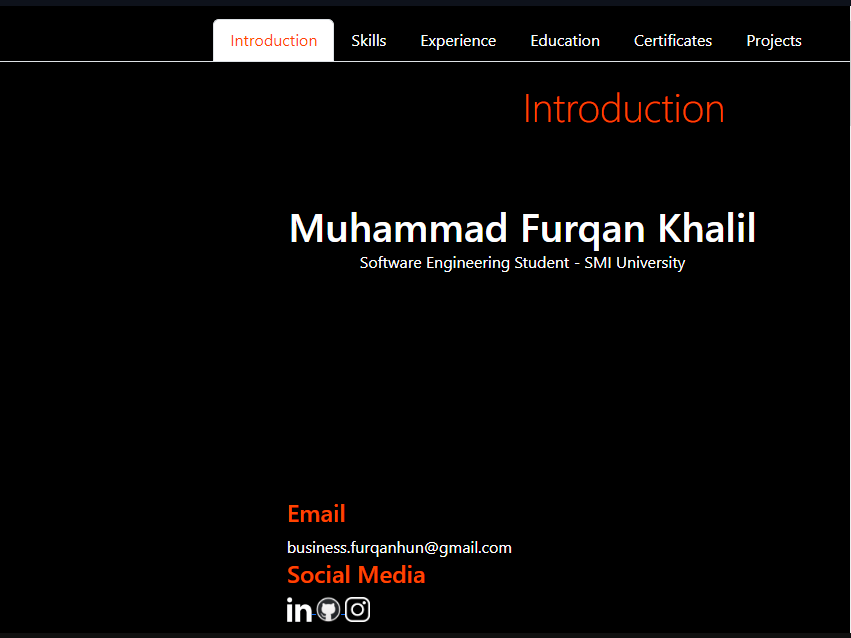 Introduction Skills Experience Education Certificates Projects
Introduction
Muhammad Furqan Khalil
Software Engineering Student - SMI University
Email
business.furqanhun@gmail.com
Social Media
in